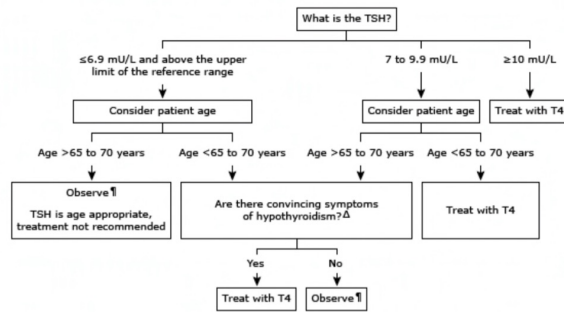 What is the TSH?
≤6.9 mU/L and above the upper
limit of the reference range
7 to 9.9 mU/L
≥10 mU/L
Consider patient age
Consider patient age
Treat with T4
Age >65 to 70 years
Age <65 to 70 years
Age >65 to 70 years
Age <65 to 70 years
Observe¶
TSH is age appropriate,
treatment not recommended
Are there convincing symptoms
of hypothyroidism?Δ
Treat with T4
Yes
No
Treat with T4
Observe¶